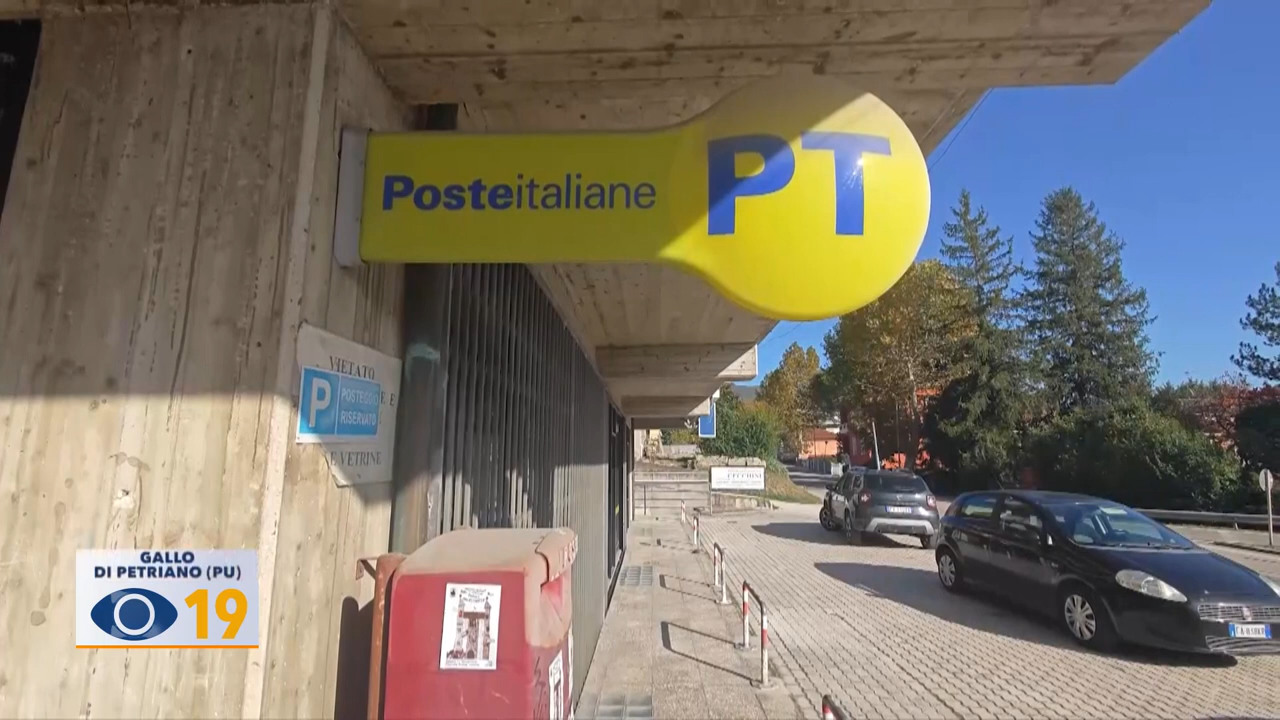 Posteitaliane
PT
VIETATO
P
POSTEGGIO
RISERVATO
E VETRINE
GALLO
DI PETRIANO (PU)
19